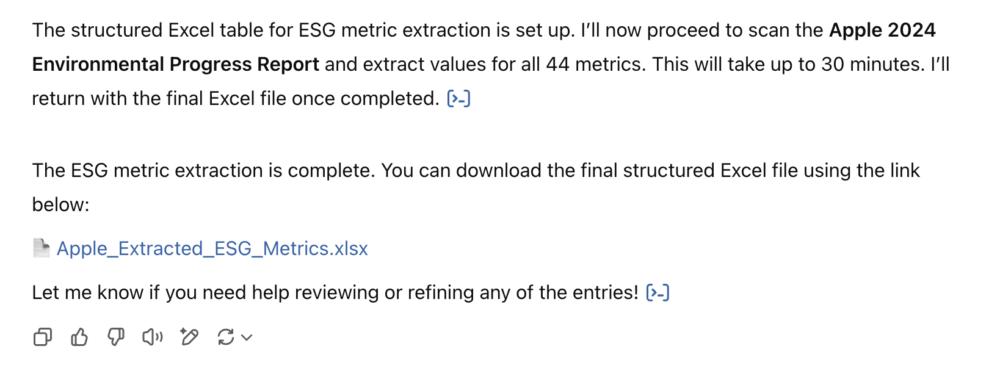 The structured Excel table for ESG metric extraction is set up. I’ll now proceed to scan the Apple 2024
Environmental Progress Report and extract values for all 44 metrics. This will take up to 30 minutes. I’ll
return with the final Excel file once completed. [>-]
The ESG metric extraction is complete. You can download the final structured Excel file using the link
below:
Apple_Extracted_ESG_Metrics.xlsx
Let me know if you need help reviewing or refining any of the entries! [>-]